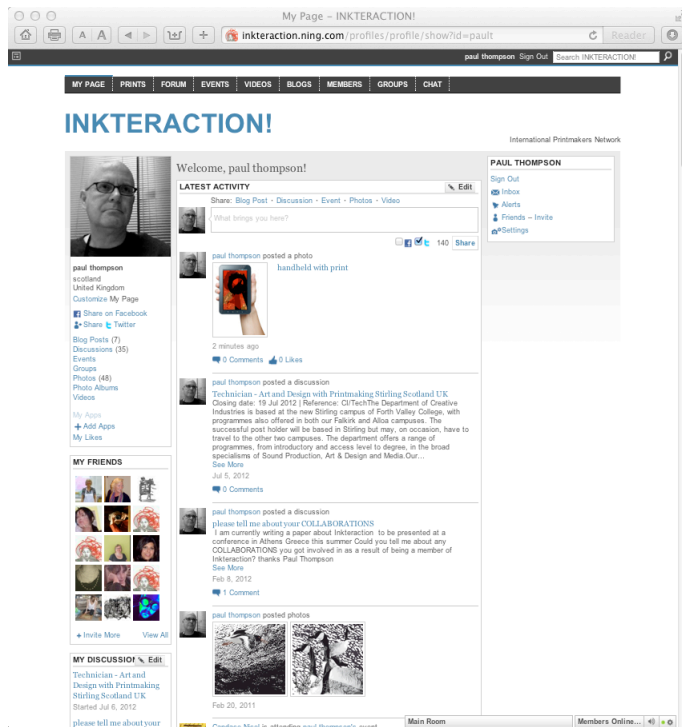 My Page – INKTERACTION!
A A
inkteraction.ning.com/profiles/profile/show?id=pault
Reader
paul thompson Sign Out Search INKTERACTION!
MY PAGE PRINTS FORUM EVENTS VIDEOS BLOGS MEMBERS GROUPS CHAT
INKTERACTION!
International Printmakers Network
Welcome, paul thompson!
LATEST ACTIVITY
Edit
Share: Blog Post · Discussion · Event · Photos · Video
What brings you here?
140 Share
paul thompson posted a photo
handheld with print
2 minutes ago
0 Comments 0 Likes
paul thompson posted a discussion
Technician - Art and Design with Printmaking Stirling Scotland UK
Closing date: 19 Jul 2012 | Reference: CI/TechThe Department of Creative
Industries is based at the new Stirling campus of Forth Valley College, with
programmes also offered in both our Falkirk and Alloa campuses. The
successful post holder will be based in Stirling but may, on occasion, have to
travel to the other two campuses. The department offers a range of
programmes, from introductory and access level to degree, in the broad
specialisms of Sound Production, Art & Design and Media.Our…
See More
Jul 5, 2012
0 Comments
paul thompson posted a discussion
please tell me about your COLLABORATIONS
I am currently writing a paper about Inkteraction to be presented at a
conference in Athens Greece this summer Could you tell me about any
COLLABORATIONS you got involved in as a result of being a member of
Inkteraction? thanks Paul Thompson
See More
Feb 8, 2012
1 Comment
paul thompson posted photos
Feb 20, 2011
paul thompson
scotland
United Kingdom
Customize My Page
Share on Facebook
Share Twitter
Blog Posts (7)
Discussions (35)
Events
Groups
Photos (48)
Photo Albums
Videos
My Apps
Add Apps
My Likes
MY FRIENDS
Invite More View All
MY DISCUSSION
Edit
Technician - Art and
Design with Printmaking
Stirling Scotland UK
Started Jul 6, 2012
please tell me about your
PAUL THOMPSON
Sign Out
Inbox
Alerts
Friends – Invite
Settings
Main Room
Members Online...